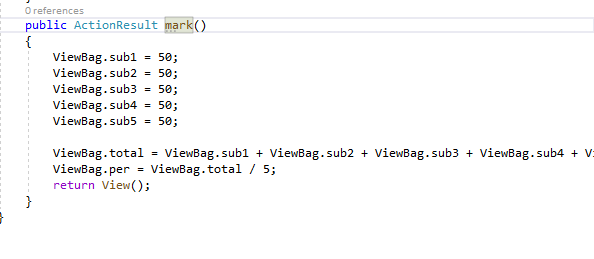 0 references
public ActionResult mark()
{
ViewBag.sub1 = 50;
ViewBag.sub2 = 50;
ViewBag.sub3 = 50;
ViewBag.sub4 = 50;
ViewBag.sub5 = 50;
ViewBag.total = ViewBag.sub1 + ViewBag.sub2 + ViewBag.sub3 + ViewBag.sub4 +
ViewBag.per = ViewBag.total / 5;
return View();
}
}